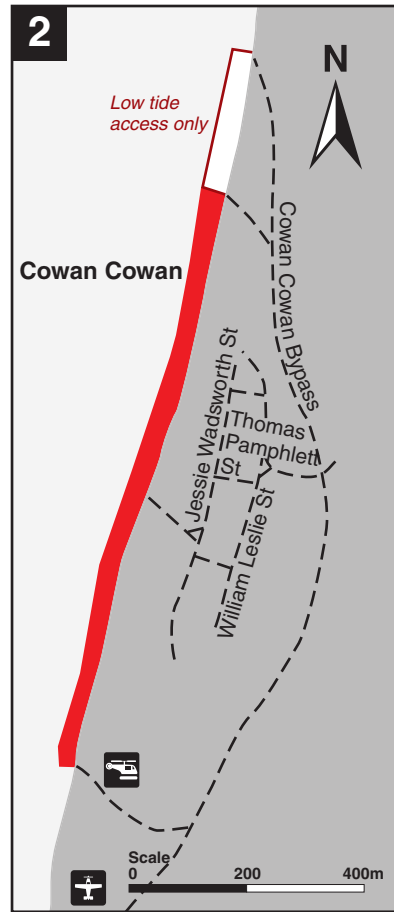 2
N
Low tide
access only
Cowan Cowan
Cowan Cowan Bypass
Jessie Wadsworth St
Thomas
Pamphlett
St
William Leslie St
Scale
0 200 400m